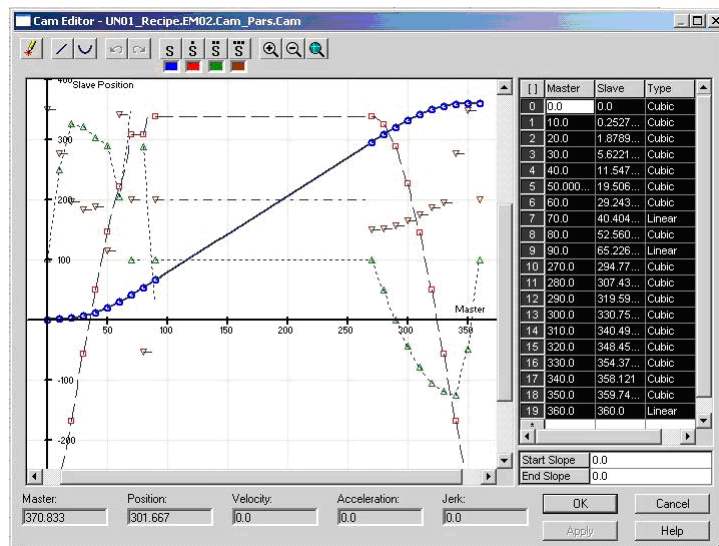 Cam Editor - UN01_Recipe.EM02.Cam_Pars.Cam
S S S S
Slave Position
400
300
200
100
-100
-200
50 100 150 200 250 300 350
Master
[ ] Master Slave Type
0 0.0 0.0 Cubic
1 10.0 0.2527... Cubic
2 20.0 1.8789... Cubic
3 30.0 5.6221... Cubic
4 40.0 11.547... Cubic
5 50.000... 19.506... Cubic
6 60.0 29.243... Cubic
7 70.0 40.404... Linear
8 80.0 52.560... Cubic
9 90.0 65.226... Linear
10 270.0 294.77... Cubic
11 280.0 307.43... Cubic
12 290.0 319.59... Cubic
13 300.0 330.75... Cubic
14 310.0 340.49... Cubic
15 320.0 348.45... Cubic
16 330.0 354.37... Cubic
17 340.0 358.121 Cubic
18 350.0 359.74... Cubic
19 360.0 360.0 Linear
*
Start Slope 0.0
End Slope 0.0
Master: Position: Velocity: Acceleration: Jerk:
370.833 301.667 0.0 0.0 0.0
OK Cancel
Apply Help